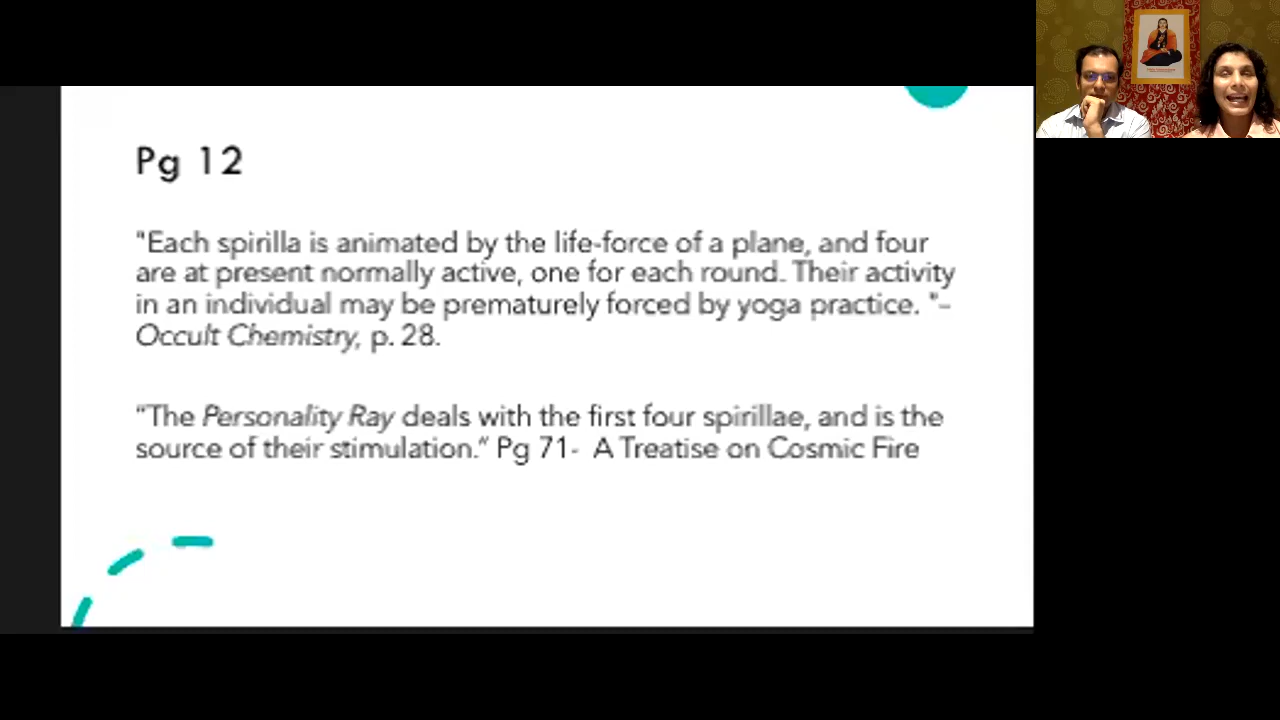 Pg 12
"Each spirilla is animated by the life-force of a plane, and four
are at present normally active, one for each round. Their activity
in an individual may be prematurely forced by yoga practice. "–
Occult Chemistry, p. 28.
"The Personality Ray deals with the first four spirillae, and is the
source of their stimulation." Pg 71- A Treatise on Cosmic Fire